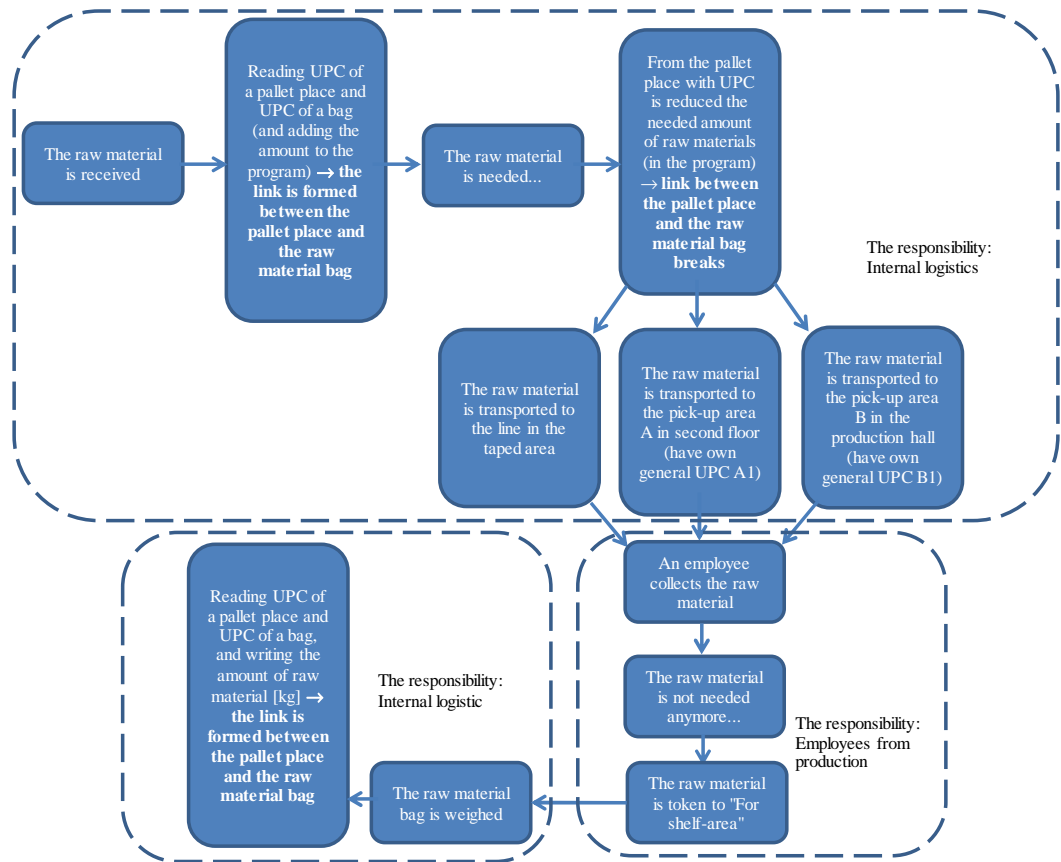 The raw material
is received
Reading UPC of
a pallet place and
UPC of a bag
(and adding the
amount to the
program) → the
link is formed
between the
pallet place and
the raw
material bag
The raw material
is needed...
From the pallet
place with UPC
is reduced the
needed amount
of raw materials
(in the program)
→ link between
the pallet place
and the raw
material bag
breaks
The responsibility:
Internal logistics
The raw material
is transported to
the line in the
taped area
The raw material
is transported to
the pick-up area
A in second floor
(have own
general UPC A1)
The raw material
is transported to
the pick-up area
B in the
production hall
(have own
general UPC B1)
An employee
collects the raw
material
The raw material
is not needed
anymore...
The responsibility:
Employees from
production
The raw material
is token to "For
shelf-area"
The raw material
bag is weighed
The responsibility:
Internal logistic
Reading UPC of
a pallet place and
UPC of a bag,
and writing the
amount of raw
material [kg] →
the link is
formed between
the pallet place
and the raw
material bag